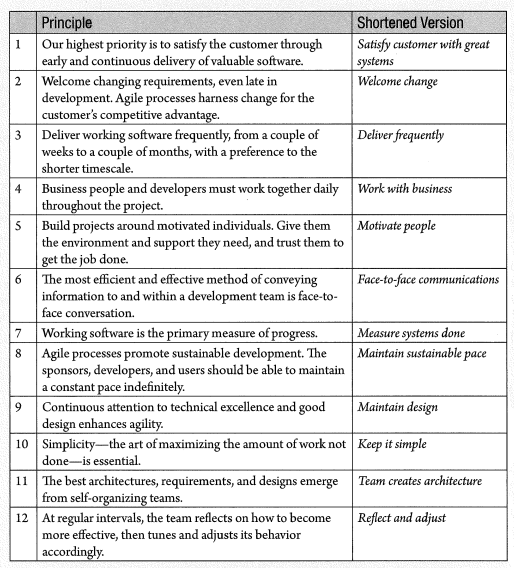 Principle Shortened Version
1 Our highest priority is to satisfy the customer through Satisfy customer with great
early and continuous delivery of valuable software. systems
2 Welcome changing requirements, even late in Welcome change
development. Agile processes harness change for the
customer's competitive advantage.
3 Deliver working software frequently, from a couple of Deliver frequently
weeks to a couple of months, with a preference to the
shorter timescale.
4 Business people and developers must work together daily Work with business
throughout the project.
5 Build projects around motivated individuals. Give them Motivate people
the environment and support they need, and trust them to
get the job done.
6 The most efficient and effective method of conveying Face-to-face communications
information to and within a development team is face-to-
face conversation.
7 Working software is the primary measure of progress. Measure systems done
8 Agile processes promote sustainable development. The Maintain sustainable pace
sponsors, developers, and users should be able to maintain
a constant pace indefinitely.
9 Continuous attention to technical excellence and good Maintain design
design enhances agility.
10 Simplicity—the art of maximizing the amount of work not Keep it simple
done—is essential.
11 The best architectures, requirements, and designs emerge Team creates architecture
from self-organizing teams.
12 At regular intervals, the team reflects on how to become Reflect and adjust
more effective, then tunes and adjusts its behavior
accordingly.